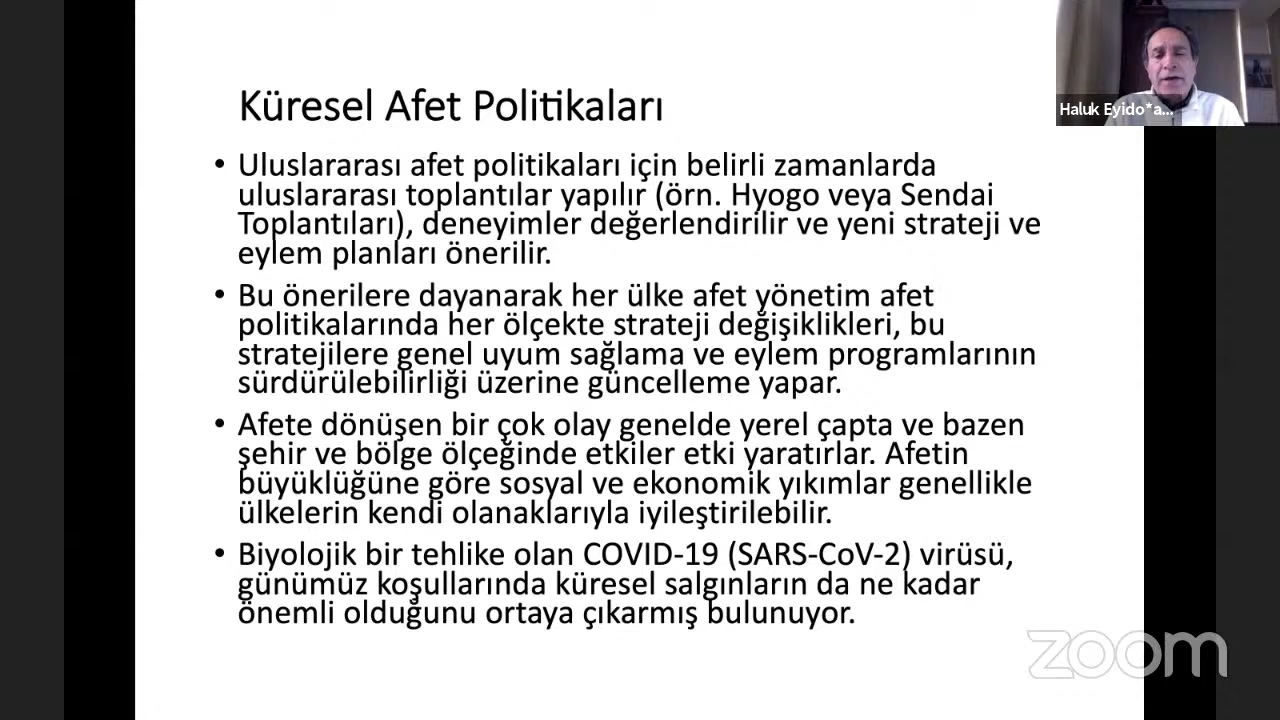 Küresel Afet Politikaları
• Uluslararası afet politikaları için belirli zamanlarda
uluslararası toplantılar yapılır (örn. Hyogo veya Sendai
Toplantıları), deneyimler değerlendirilir ve yeni strateji ve
eylem planları önerilir.
• Bu önerilere dayanarak her ülke afet yönetim afet
politikalarında her ölçekte strateji değişiklikleri, bu
stratejilere genel uyum sağlama ve eylem programlarının
sürdürülebilirliği üzerine güncelleme yapar.
• Afete dönüşen bir çok olay genelde yerel çapta ve bazen
şehir ve bölge ölçeğinde etkiler etki yaratırlar. Afetin
büyüklüğüne göre sosyal ve ekonomik yıkımlar genellikle
ülkelerin kendi olanaklarıyla iyileştirilebilir.
• Biyolojik bir tehlike olan COVID-19 (SARS-CoV-2) virüsü,
günümüz koşullarında küresel salgınların da ne kadar
önemli olduğunu ortaya çıkarmış bulunuyor.
Haluk Eyido*a...
zoom